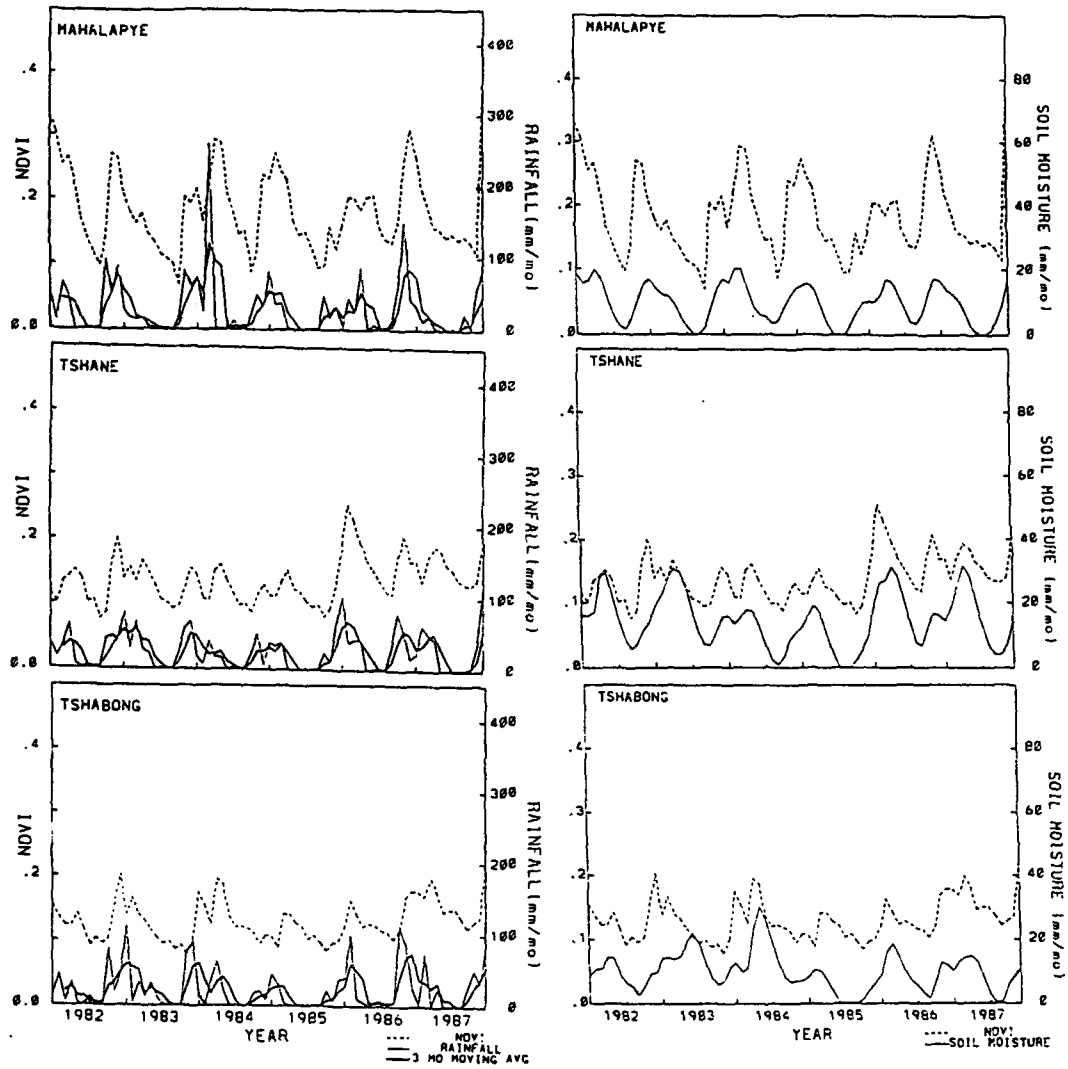 MAHALAPYE
NDVI
.4
.2
0.0
400
300
200
100
0
RAINFALL (mm/mo)
MAHALAPYE
.4
.3
.2
.1
.0
80
60
40
20
0
SOIL MOISTURE (mm/mo)
TSHANE
NDVI
.4
.2
0.0
400
300
200
100
0
RAINFALL (mm/mo)
TSHANE
.4
.3
.2
.1
.0
80
60
40
20
0
SOIL MOISTURE (mm/mo)
TSHABONG
NDVI
.4
.2
0.0
400
300
200
100
0
RAINFALL (mm/mo)
1982 1983 1984 1985 1986 1987
YEAR
NDVI
RAINFALL
3 MO MOVING AVG
TSHABONG
.4
.3
.2
.1
.0
80
60
40
20
0
SOIL MOISTURE (mm/mo)
1982 1983 1984 1985 1986 1987
YEAR
NDVI
SOIL MOISTURE